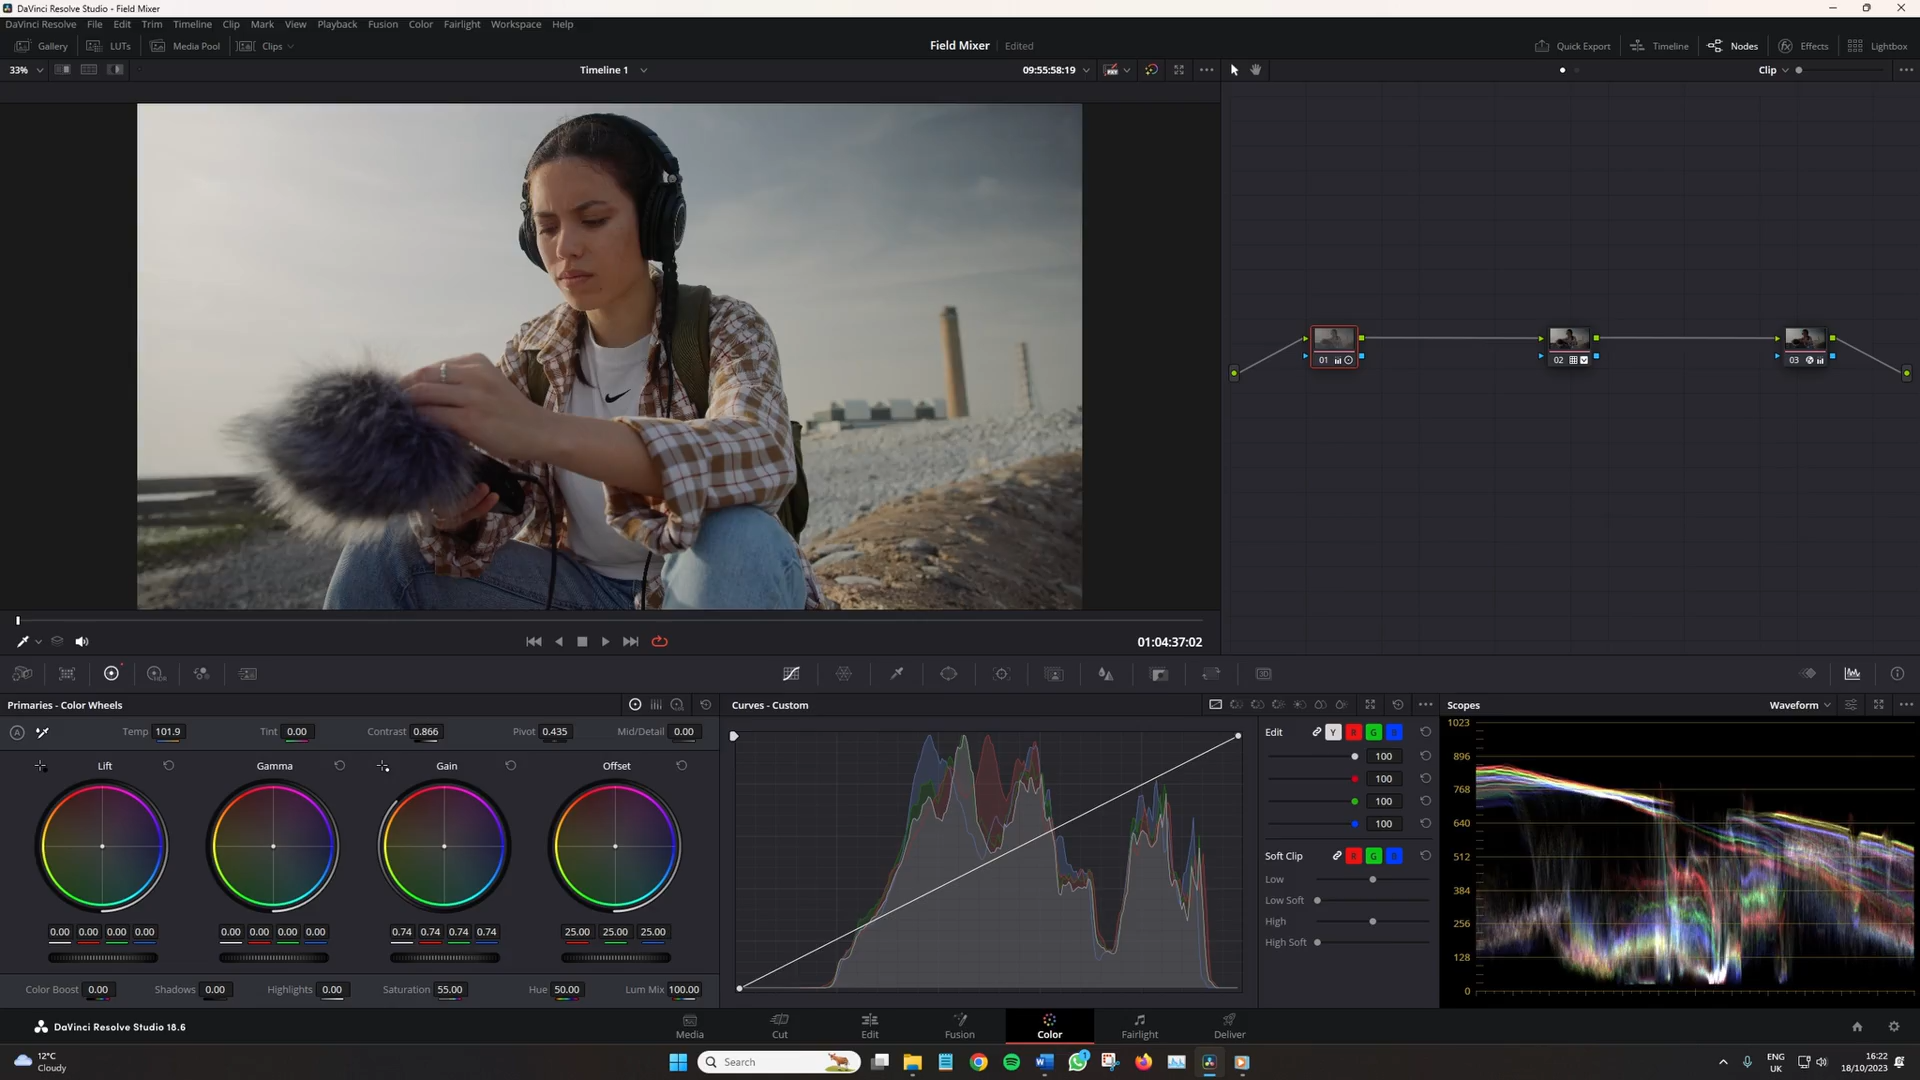 DaVinci Resolve Studio - Field Mixer
DaVinci Resolve File Edit Trim Timeline Clip Mark View Playback Fusion Color Fairlight Workspace Help
Gallery LUTs Media Pool Clips Field Mixer Edited Quick Export Timeline Nodes Effects Lightbox
33% Timeline 1 09:55:58:19 Clip
01 02 03
01:04:37:02
Primaries - Color Wheels
Temp 101.9 Tint 0.00 Contrast 0.866 Pivot 0.435 Mid/Detail 0.00
Lift Gamma Gain Offset
0.00 0.00 0.00 0.00 0.00 0.00 0.00 0.00 0.74 0.74 0.74 0.74 25.00 25.00 25.00
Color Boost 0.00 Shadows 0.00 Highlights 0.00 Saturation 55.00 Hue 50.00 Lum Mix 100.00
Curves - Custom
Edit Y R G B
100
100
100
100
Soft Clip R G B
Low
Low Soft
High
High Soft
Scopes Waveform
1023
896
768
640
512
384
256
128
0
DaVinci Resolve Studio 18.6
Media Cut Edit Fusion Color Fairlight Deliver
12°C
Cloudy
Search
1
ENG
UK
16:22
18/10/2023